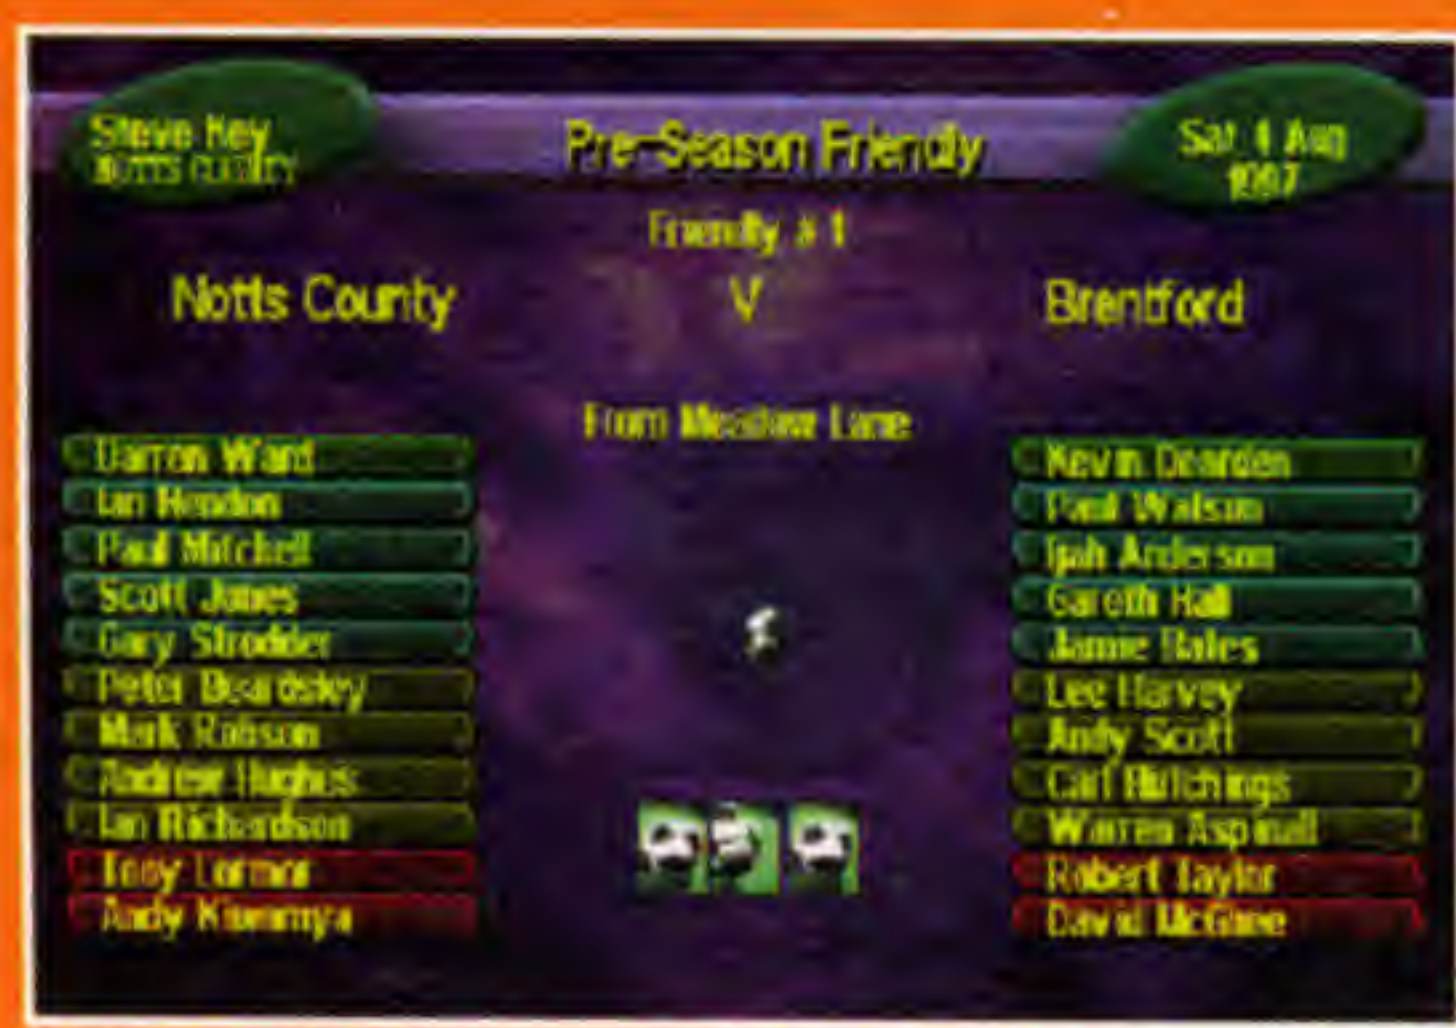 Steve Key
NOTTS COUNTY
Pre-Season Friendly
Sat Aug
1997
Friendly # 1
Notts County
V
Brentford
From Meadow Lane
Darren Ward
Ian Hendon
Paul Mitchell
Scott Jones
Gary Strodder
Peter Beardsley
Mark Robson
Andrew Hughes
Ian Richardson
Tony Lormor
Andy Kiwomya
Kevin Dearden
Paul Watson
Ijah Anderson
Gareth Hall
Jamie Bates
Lee Harvey
Andy Scott
Carl Hutchings
Warren Aspinall
Robert Taylor
David McGhee